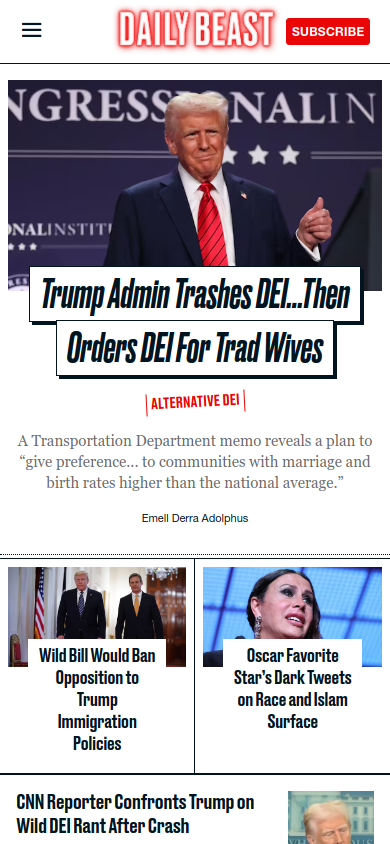 DAILY BEAST
SUBSCRIBE
NGRESS NALIN
NALINSTIT
Trump Admin Trashes DEI...Then
Orders DEI For Trad Wives
ALTERNATIVE DEI
A Transportation Department memo reveals a plan to
“give preference... to communities with marriage and
birth rates higher than the national average.”
Emell Derra Adolphus
Wild Bill Would Ban
Opposition to
Trump
Immigration
Policies
Oscar Favorite
Star’s Dark Tweets
on Race and Islam
Surface
CNN Reporter Confronts Trump on
Wild DEI Rant After Crash